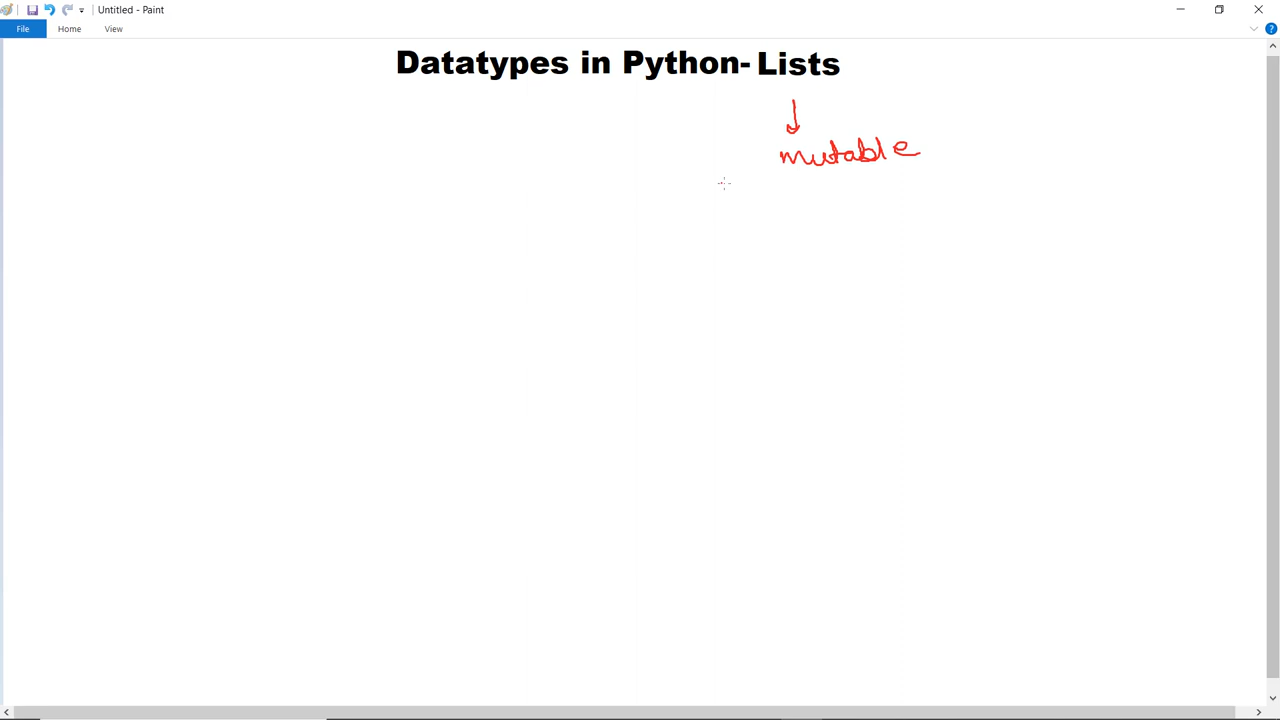 Untitled - Paint
File Home View
Datatypes in Python- Lists
mutable